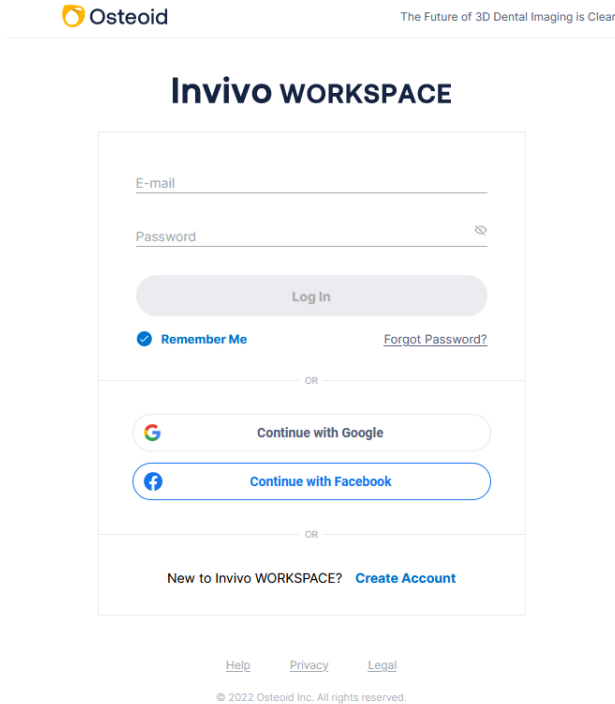 Osteoid
The Future of 3D Dental Imaging is Clear
Invivo WORKSPACE
E-mail
Password
Log In
Remember Me Forgot Password?
OR
Continue with Google
Continue with Facebook
OR
New to Invivo WORKSPACE? Create Account
Help Privacy Legal
© 2022 Osteoid Inc. All rights reserved.